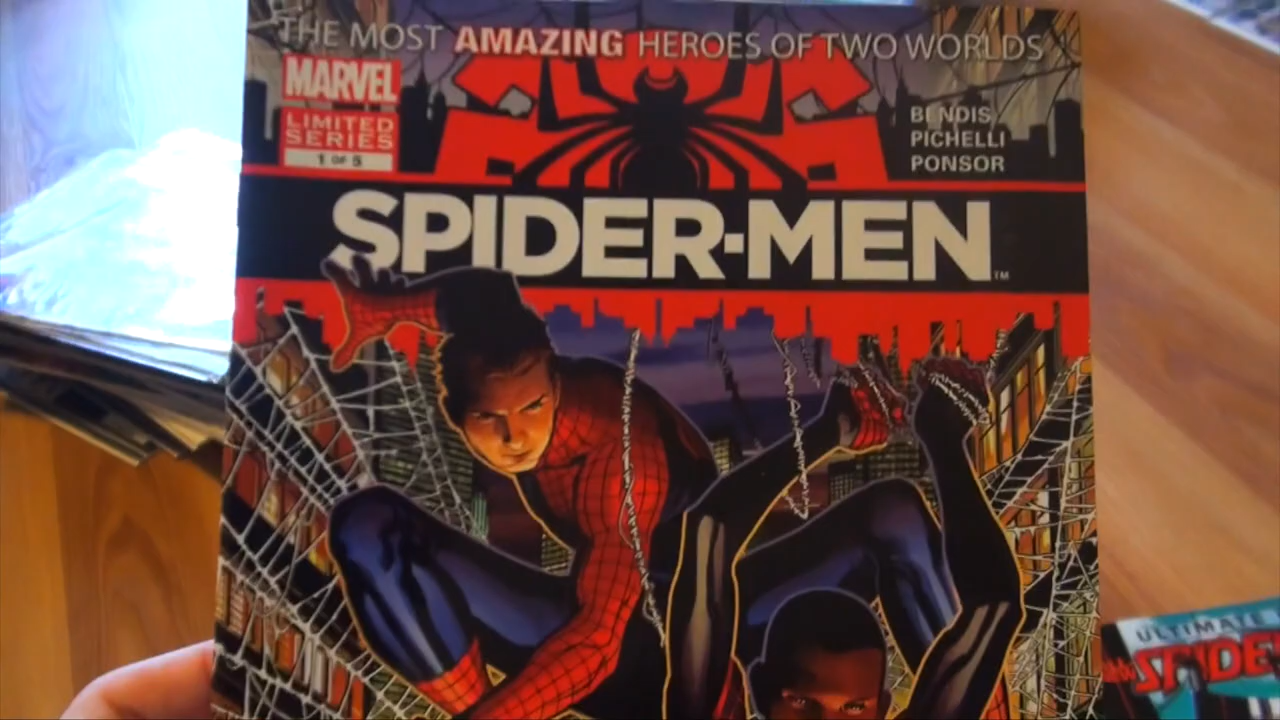 THE MOST AMAZING HEROES OF TWO WORLDS
MARVEL
LIMITED
SERIES
1 OF 5
BENDIS
PICHELLI
PONSOR
SPIDER-MEN
TM
ULTIMATE